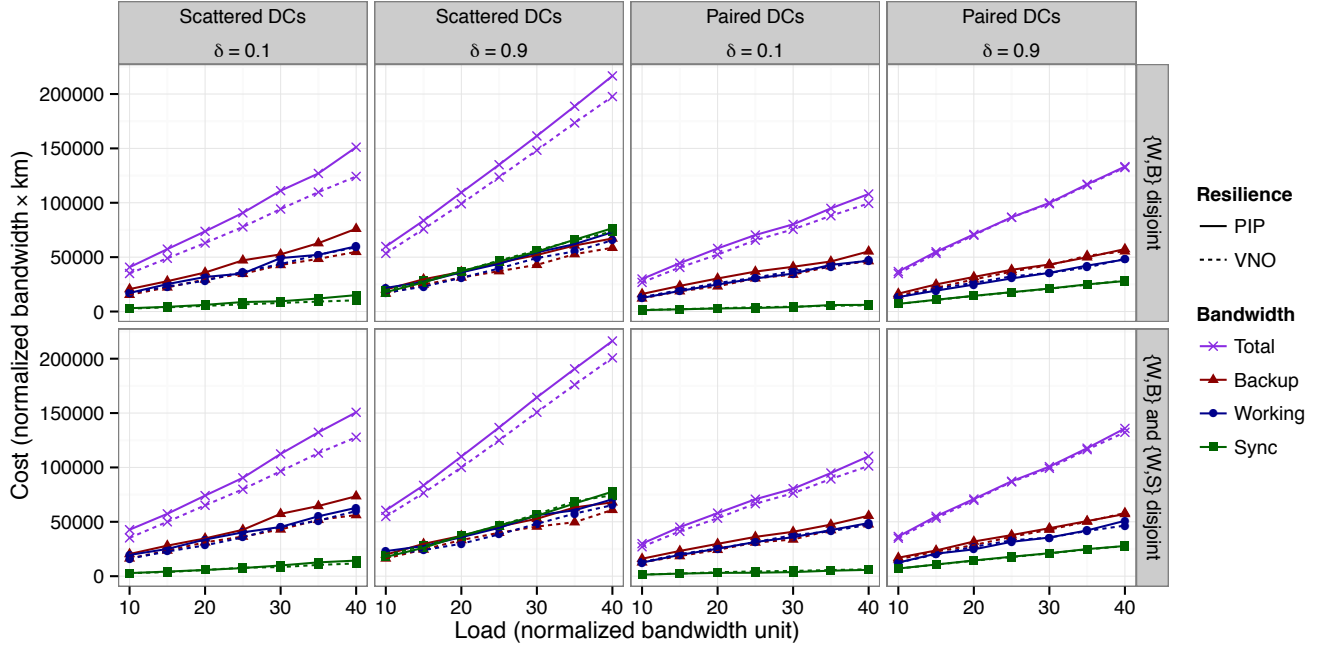 Scattered DCs
δ = 0.1
Scattered DCs
δ = 0.9
Paired DCs
δ = 0.1
Paired DCs
δ = 0.9
Cost (normalized bandwidth × km)
200000
150000
100000
50000
0
{W,B} disjoint
200000
150000
100000
50000
0
{W,B} and {W,S} disjoint
10 20 30 40
10 20 30 40
10 20 30 40
10 20 30 40
Load (normalized bandwidth unit)
Resilience
PIP
VNO
Bandwidth
Total
Backup
Working
Sync